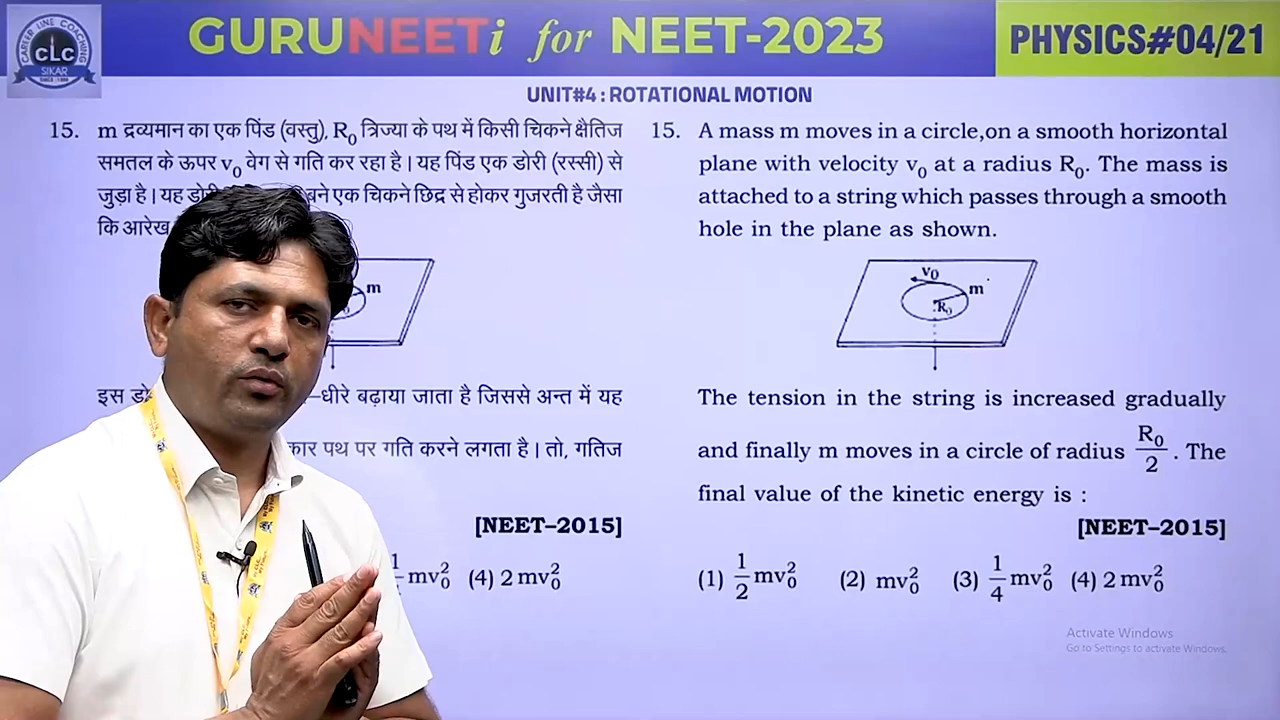 GURUNEETi for NEET-2023
PHYSICS#04/21
CAREER LINE COACHING
CLC
SIKAR
UNIT#4 : ROTATIONAL MOTION
15. m द्रव्यमान का एक पिंड (वस्तु), R₀ त्रिज्या के पथ में किसी चिकने क्षैतिज
समतल के ऊपर v₀ वेग से गति कर रहा है। यह पिंड एक डोरी (रस्सी) से
जुड़ा है। यह बने एक चिकने छिद्र से होकर गुजरती है जैसा
कि
m
इस –धीरे बढ़ाया जाता है जिससे अन्त में यह
पथ पर गति करने लगता है। तो, गतिज
[NEET–2015]
mv₀² (4) 2 mv₀²
15. A mass m moves in a circle,on a smooth horizontal
plane with velocity v₀ at a radius R₀. The mass is
attached to a string which passes through a smooth
hole in the plane as shown.
v₀
m
R₀
The tension in the string is increased gradually
and finally m moves in a circle of radius R₀/2 . The
final value of the kinetic energy is :
[NEET–2015]
(1) 1/2 mv₀² (2) mv₀² (3) 1/4 mv₀² (4) 2 mv₀²
Activate Windows
Go to Settings to activate Windows.